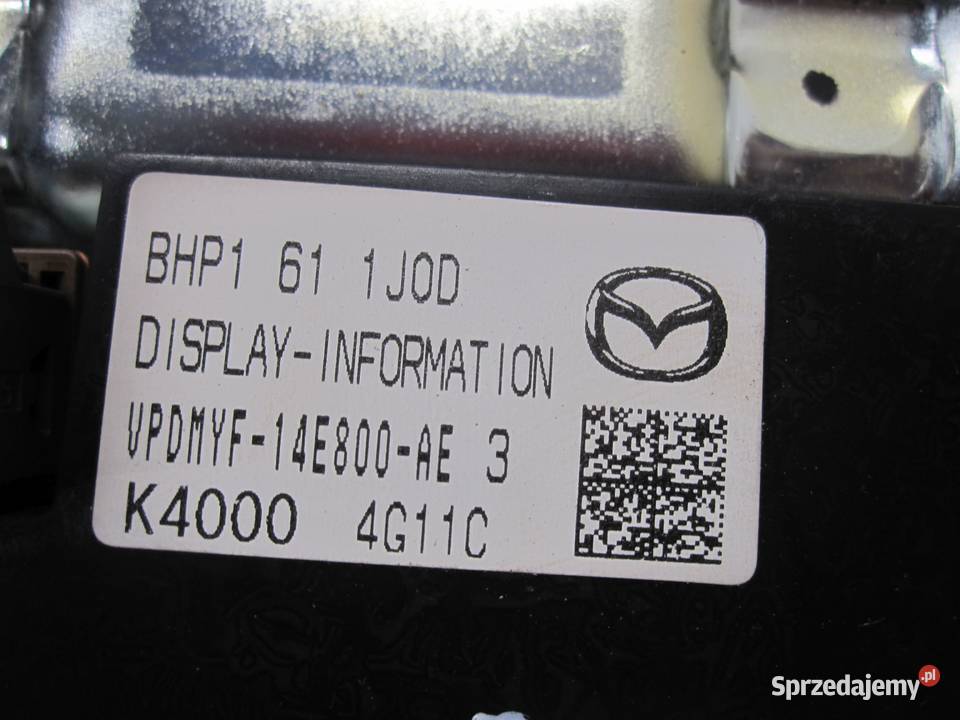 BHP1 61 1J0D
DISPLAY-INFORMATION
VPDMYF-14E800-AE 3
K4000 4G11C
Sprzedajemy.pl